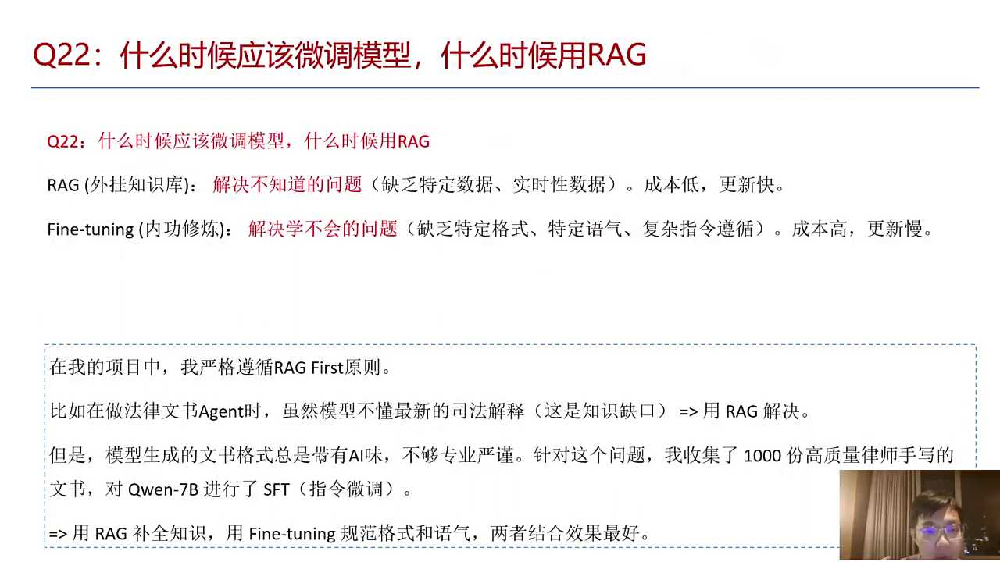 Q22：什么时候应该微调模型，什么时候用RAG
Q22：什么时候应该微调模型，什么时候用RAG
RAG (外挂知识库)： 解决不知道的问题（缺乏特定数据、实时性数据）。成本低，更新快。
Fine-tuning (内功修炼)： 解决学不会的问题（缺乏特定格式、特定语气、复杂指令遵循）。成本高，更新慢。
在我的项目中，我严格遵循RAG First原则。
比如在做法律文书Agent时，虽然模型不懂最新的司法解释（这是知识缺口） => 用 RAG 解决。
但是，模型生成的文书格式总是带有AI味，不够专业严谨。针对这个问题，我收集了 1000 份高质量律师手写的
文书，对 Qwen-7B 进行了 SFT（指令微调）。
=> 用 RAG 补全知识，用 Fine-tuning 规范格式和语气，两者结合效果最好。